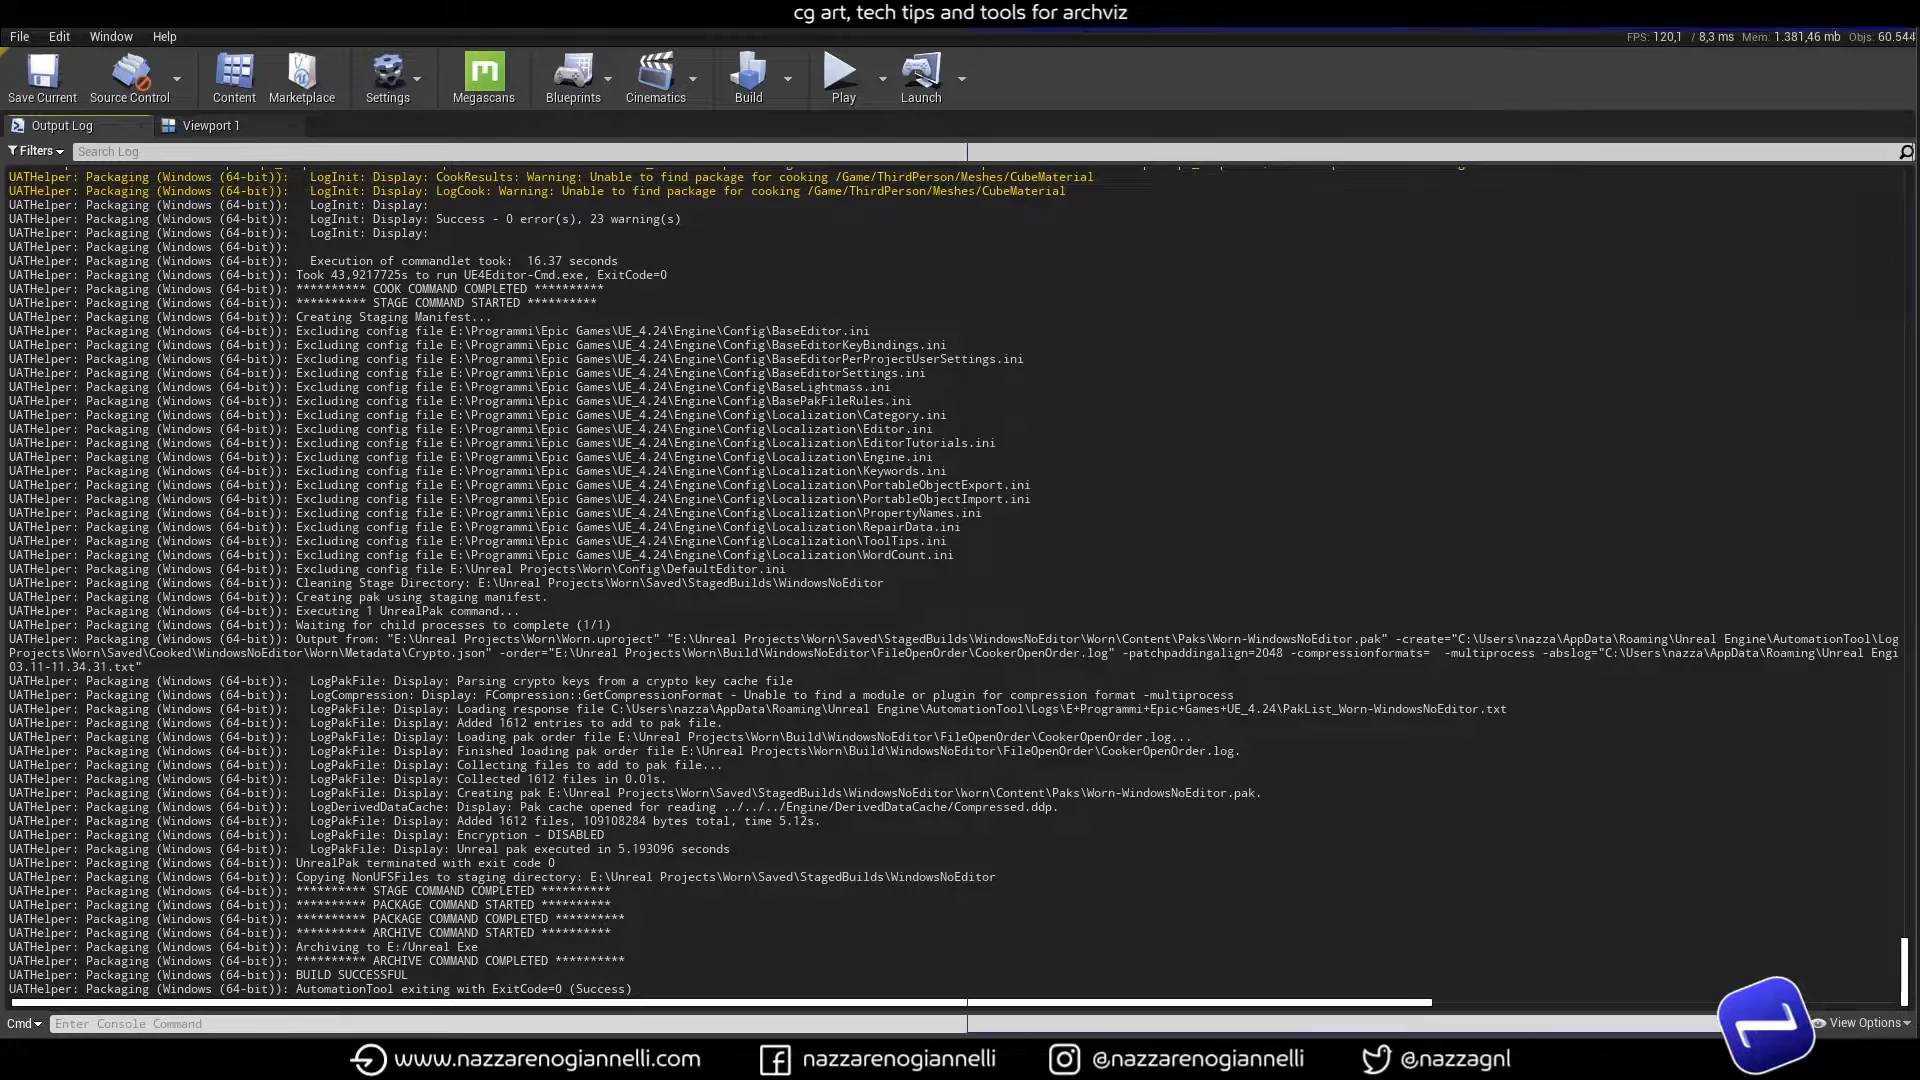 cg art, tech tips and tools for archviz
File Edit Window Help
FPS: 120,1 / 8,3 ms Mem: 1.381,46 mb Objs: 60.544
Save Current Source Control Content Marketplace Settings Megascans Blueprints Cinematics Build Play Launch
Output Log Viewport 1
Filters Search Log
UATHelper: Packaging (Windows (64-bit)): LogInit: Display: CookResults: Warning: Unable to find package for cooking /Game/ThirdPerson/Meshes/CubeMaterial
UATHelper: Packaging (Windows (64-bit)): LogInit: Display: LogCook: Warning: Unable to find package for cooking /Game/ThirdPerson/Meshes/CubeMaterial
UATHelper: Packaging (Windows (64-bit)): LogInit: Display:
UATHelper: Packaging (Windows (64-bit)): LogInit: Display: Success - 0 error(s), 23 warning(s)
UATHelper: Packaging (Windows (64-bit)): LogInit: Display:
UATHelper: Packaging (Windows (64-bit)):
UATHelper: Packaging (Windows (64-bit)): Execution of commandlet took: 16.37 seconds
UATHelper: Packaging (Windows (64-bit)): Took 43,9217725s to run UE4Editor-Cmd.exe, ExitCode=0
UATHelper: Packaging (Windows (64-bit)): ********** COOK COMMAND COMPLETED **********
UATHelper: Packaging (Windows (64-bit)): ********** STAGE COMMAND STARTED **********
UATHelper: Packaging (Windows (64-bit)): Creating Staging Manifest...
UATHelper: Packaging (Windows (64-bit)): Excluding config file E:\Programmi\Epic Games\UE_4.24\Engine\Config\BaseEditor.ini
UATHelper: Packaging (Windows (64-bit)): Excluding config file E:\Programmi\Epic Games\UE_4.24\Engine\Config\BaseEditorKeyBindings.ini
UATHelper: Packaging (Windows (64-bit)): Excluding config file E:\Programmi\Epic Games\UE_4.24\Engine\Config\BaseEditorPerProjectUserSettings.ini
UATHelper: Packaging (Windows (64-bit)): Excluding config file E:\Programmi\Epic Games\UE_4.24\Engine\Config\BaseEditorSettings.ini
UATHelper: Packaging (Windows (64-bit)): Excluding config file E:\Programmi\Epic Games\UE_4.24\Engine\Config\BaseLightmass.ini
UATHelper: Packaging (Windows (64-bit)): Excluding config file E:\Programmi\Epic Games\UE_4.24\Engine\Config\BasePakFileRules.ini
UATHelper: Packaging (Windows (64-bit)): Excluding config file E:\Programmi\Epic Games\UE_4.24\Engine\Config\Localization\Category.ini
UATHelper: Packaging (Windows (64-bit)): Excluding config file E:\Programmi\Epic Games\UE_4.24\Engine\Config\Localization\Editor.ini
UATHelper: Packaging (Windows (64-bit)): Excluding config file E:\Programmi\Epic Games\UE_4.24\Engine\Config\Localization\EditorTutorials.ini
UATHelper: Packaging (Windows (64-bit)): Excluding config file E:\Programmi\Epic Games\UE_4.24\Engine\Config\Localization\Engine.ini
UATHelper: Packaging (Windows (64-bit)): Excluding config file E:\Programmi\Epic Games\UE_4.24\Engine\Config\Localization\Keywords.ini
UATHelper: Packaging (Windows (64-bit)): Excluding config file E:\Programmi\Epic Games\UE_4.24\Engine\Config\Localization\PortableObjectExport.ini
UATHelper: Packaging (Windows (64-bit)): Excluding config file E:\Programmi\Epic Games\UE_4.24\Engine\Config\Localization\PortableObjectImport.ini
UATHelper: Packaging (Windows (64-bit)): Excluding config file E:\Programmi\Epic Games\UE_4.24\Engine\Config\Localization\PropertyNames.ini
UATHelper: Packaging (Windows (64-bit)): Excluding config file E:\Programmi\Epic Games\UE_4.24\Engine\Config\Localization\RepairData.ini
UATHelper: Packaging (Windows (64-bit)): Excluding config file E:\Programmi\Epic Games\UE_4.24\Engine\Config\Localization\ToolTips.ini
UATHelper: Packaging (Windows (64-bit)): Excluding config file E:\Programmi\Epic Games\UE_4.24\Engine\Config\Localization\WordCount.ini
UATHelper: Packaging (Windows (64-bit)): Excluding config file E:\Unreal Projects\Worn\Config\DefaultEditor.ini
UATHelper: Packaging (Windows (64-bit)): Cleaning Stage Directory: E:\Unreal Projects\Worn\Saved\StagedBuilds\WindowsNoEditor
UATHelper: Packaging (Windows (64-bit)): Creating pak using staging manifest.
UATHelper: Packaging (Windows (64-bit)): Executing 1 UnrealPak command...
UATHelper: Packaging (Windows (64-bit)): Waiting for child processes to complete (1/1)
UATHelper: Packaging (Windows (64-bit)): Output from: "E:\Unreal Projects\Worn\Worn.uproject" "E:\Unreal Projects\Worn\Saved\StagedBuilds\WindowsNoEditor\Worn\Content\Paks\Worn-WindowsNoEditor.pak" -create="C:\Users\nazza\AppData\Roaming\Unreal Engine\AutomationTool\Log
Projects\Worn\Saved\Cooked\WindowsNoEditor\Worn\Metadata\Crypto.json" -order="E:\Unreal Projects\Worn\Build\WindowsNoEditor\FileOpenOrder\CookerOpenOrder.log" -patchpaddingalign=2048 -compressionformats= -multiprocess -abslog="C:\Users\nazza\AppData\Roaming\Unreal Engi
03.11-11.34.31.txt"
UATHelper: Packaging (Windows (64-bit)): LogPakFile: Display: Parsing crypto keys from a crypto key cache file
UATHelper: Packaging (Windows (64-bit)): LogCompression: Display: FCompression::GetCompressionFormat - Unable to find a module or plugin for compression format -multiprocess
UATHelper: Packaging (Windows (64-bit)): LogPakFile: Display: Loading response file C:\Users\nazza\AppData\Roaming\Unreal Engine\AutomationTool\Logs\E+Programmi+Epic+Games+UE_4.24\PakList_Worn-WindowsNoEditor.txt
UATHelper: Packaging (Windows (64-bit)): LogPakFile: Display: Added 1612 entries to add to pak file.
UATHelper: Packaging (Windows (64-bit)): LogPakFile: Display: Loading pak order file E:\Unreal Projects\Worn\Build\WindowsNoEditor\FileOpenOrder\CookerOpenOrder.log...
UATHelper: Packaging (Windows (64-bit)): LogPakFile: Display: Finished loading pak order file E:\Unreal Projects\Worn\Build\WindowsNoEditor\FileOpenOrder\CookerOpenOrder.log.
UATHelper: Packaging (Windows (64-bit)): LogPakFile: Display: Collecting files to add to pak file...
UATHelper: Packaging (Windows (64-bit)): LogPakFile: Display: Collected 1612 files in 0.01s.
UATHelper: Packaging (Windows (64-bit)): LogPakFile: Display: Creating pak E:\Unreal Projects\Worn\Saved\StagedBuilds\WindowsNoEditor\Worn\Content\Paks\Worn-WindowsNoEditor.pak.
UATHelper: Packaging (Windows (64-bit)): LogDerivedDataCache: Display: Pak cache opened for reading ../../../Engine/DerivedDataCache/Compressed.ddp.
UATHelper: Packaging (Windows (64-bit)): LogPakFile: Display: Added 1612 files, 109108284 bytes total, time 5.12s.
UATHelper: Packaging (Windows (64-bit)): LogPakFile: Display: Encryption - DISABLED
UATHelper: Packaging (Windows (64-bit)): LogPakFile: Display: Unreal pak executed in 5.193096 seconds
UATHelper: Packaging (Windows (64-bit)): UnrealPak terminated with exit code 0
UATHelper: Packaging (Windows (64-bit)): Copying NonUFSFiles to staging directory: E:\Unreal Projects\Worn\Saved\StagedBuilds\WindowsNoEditor
UATHelper: Packaging (Windows (64-bit)): ********** STAGE COMMAND COMPLETED **********
UATHelper: Packaging (Windows (64-bit)): ********** PACKAGE COMMAND STARTED **********
UATHelper: Packaging (Windows (64-bit)): ********** PACKAGE COMMAND COMPLETED **********
UATHelper: Packaging (Windows (64-bit)): ********** ARCHIVE COMMAND STARTED **********
UATHelper: Packaging (Windows (64-bit)): Archiving to E:/Unreal Exe
UATHelper: Packaging (Windows (64-bit)): ********** ARCHIVE COMMAND COMPLETED **********
UATHelper: Packaging (Windows (64-bit)): BUILD SUCCESSFUL
UATHelper: Packaging (Windows (64-bit)): AutomationTool exiting with ExitCode=0 (Success)
Cmd Enter Console Command View Options
www.nazzarenogiannelli.com nazzarenogiannelli @nazzarenogiannelli @nazzagnl